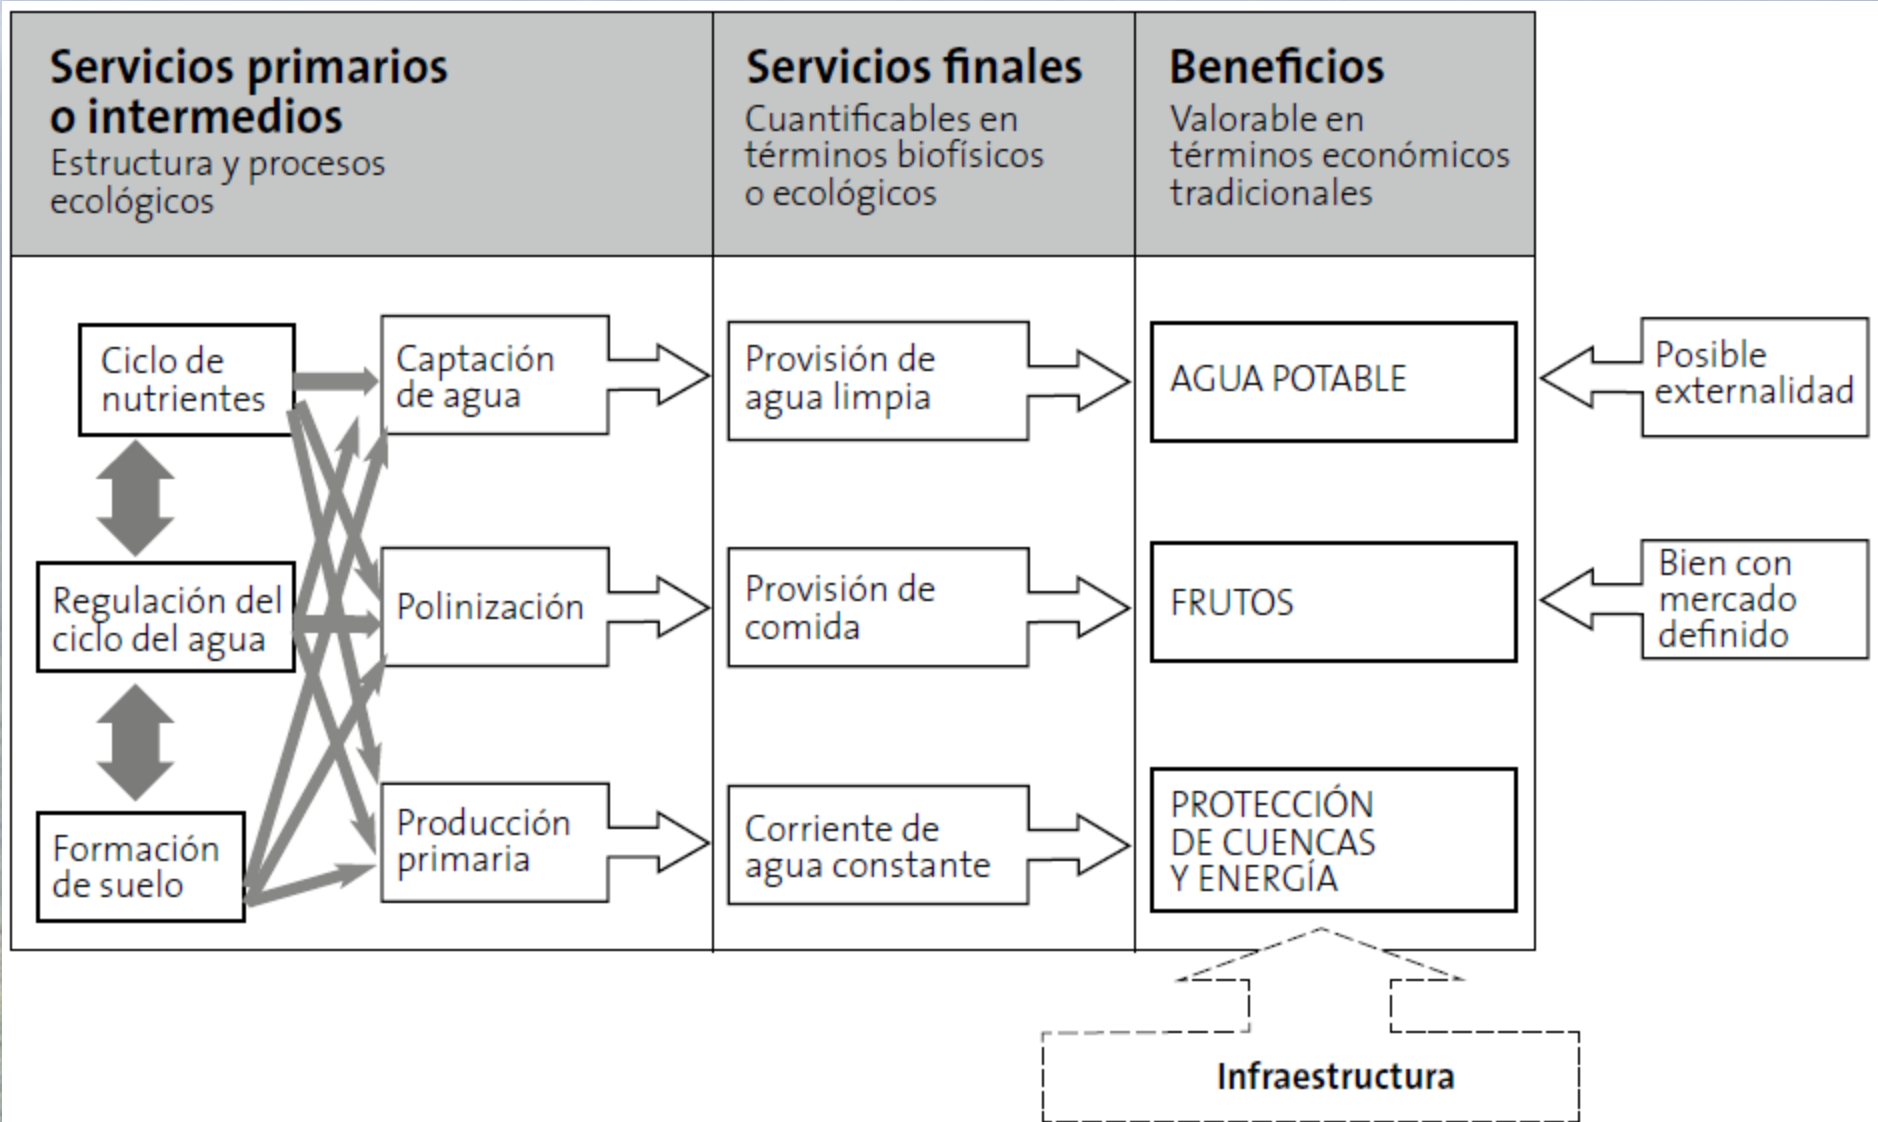 Servicios primarios
o intermedios
Estructura y procesos
ecológicos
Servicios finales
Cuantificables en
términos biofísicos
o ecológicos
Beneficios
Valorable en
términos económicos
tradicionales
Ciclo de
nutrientes
Captación
de agua
Provisión de
agua limpia
AGUA POTABLE
Posible
externalidad
Regulación del
ciclo del agua
Polinización
Provisión de
comida
FRUTOS
Bien con
mercado
definido
Formación
de suelo
Producción
primaria
Corriente de
agua constante
PROTECCIÓN
DE CUENCAS
Y ENERGÍA
Infraestructura